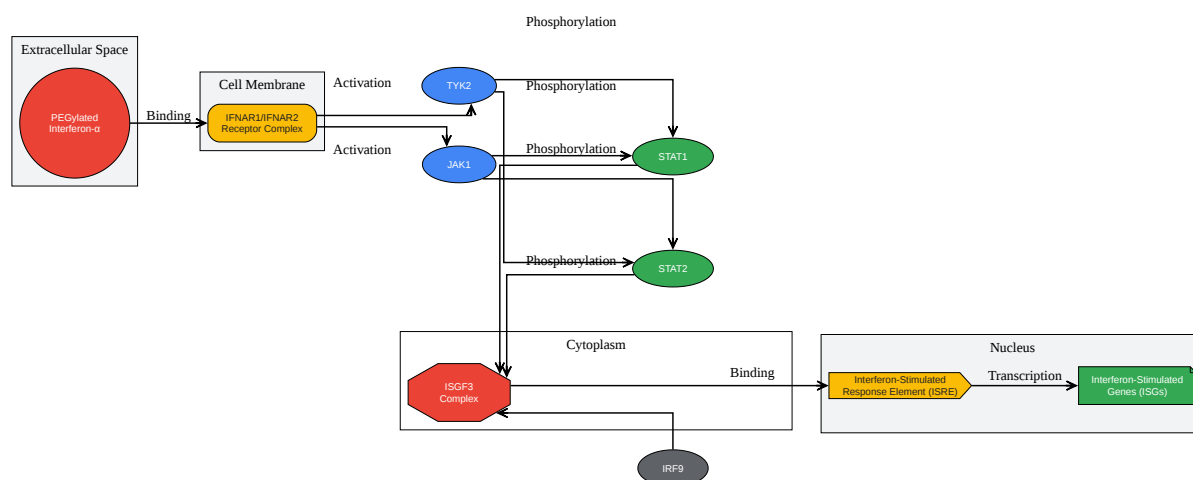 Phosphorylation
Extracellular Space
PEGylated
Interferon-α
Binding
Cell Membrane
IFNAR1/IFNAR2
Receptor Complex
Activation
Activation
TYK2
JAK1
Phosphorylation
Phosphorylation
Phosphorylation
STAT1
STAT2
Cytoplasm
ISGF3
Complex
Binding
IRF9
Nucleus
Interferon-Stimulated
Response Element (ISRE)
Transcription
Interferon-Stimulated
Genes (ISGs)